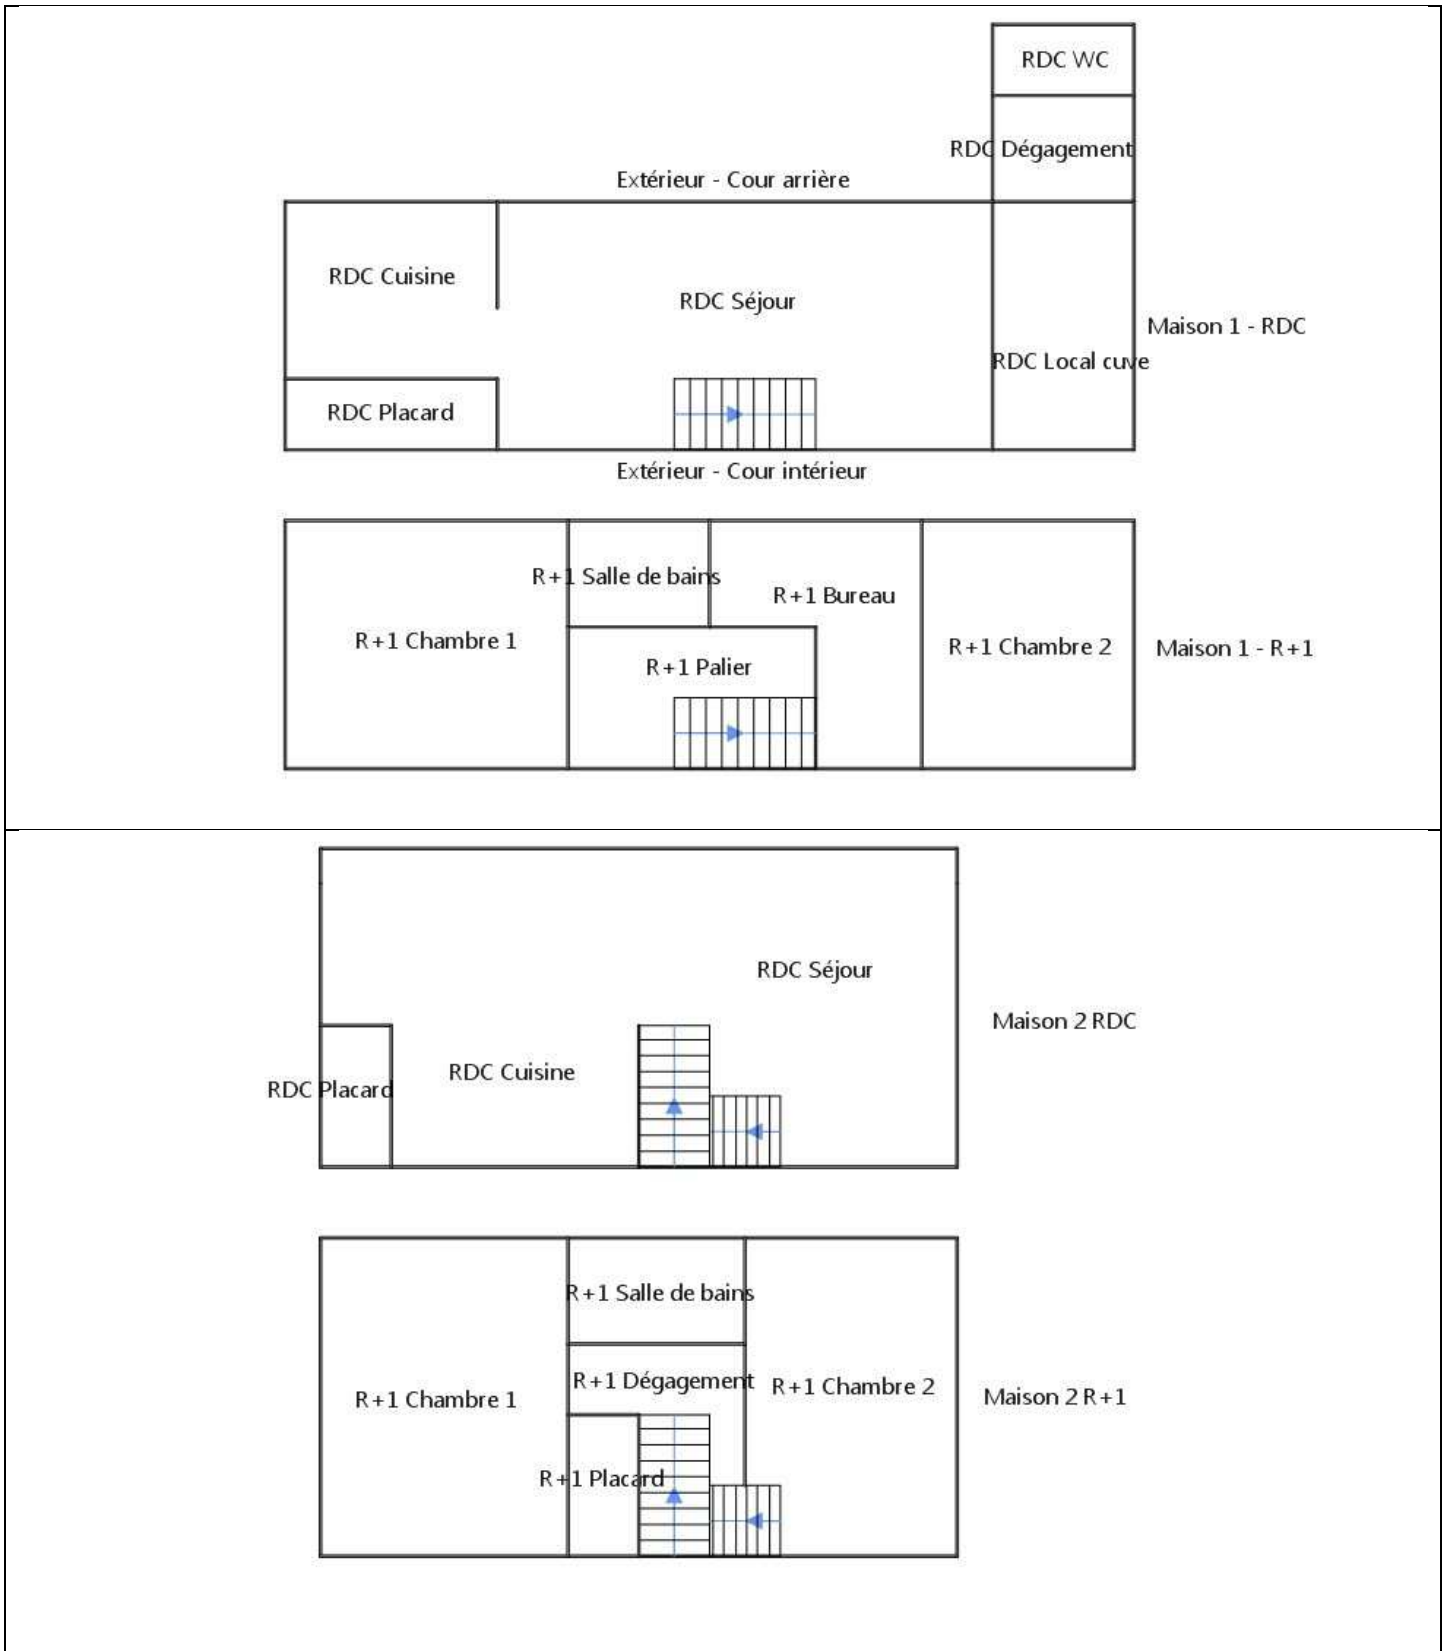 RDC WC
RDC Dégagement
Extérieur - Cour arrière
RDC Cuisine
RDC Séjour
Maison 1 - RDC
RDC Local cuve
RDC Placard
Extérieur - Cour intérieur
R+1 Salle de bains
R+1 Bureau
R+1 Chambre 1
R+1 Chambre 2
Maison 1 - R+1
R+1 Palier
RDC Séjour
Maison 2 RDC
RDC Cuisine
RDC Placard
R+1 Salle de bains
R+1 Dégagement
R+1 Chambre 2
R+1 Chambre 1
Maison 2 R+1
R+1 Placard